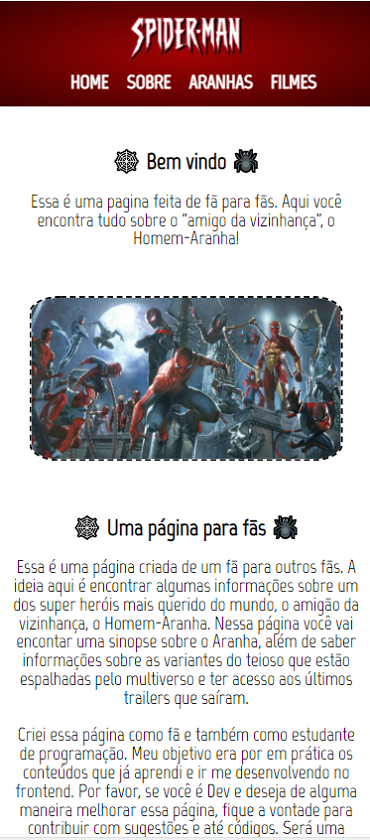 SPIDER-MAN
HOME SOBRE ARANHAS FILMES
Bem vindo
Essa é uma pagina feita de fã para fãs. Aqui você
encontra tudo sobre o "amigo da vizinhança", o
Homem-Aranha!
Uma página para fãs
Essa é uma página criada de um fã para outros fãs. A
ideia aqui é encontrar algumas informações sobre um
dos super heróis mais querido do mundo, o amigão da
vizinhança, o Homem-Aranha. Nessa página você vai
encontar uma sinopse sobre o Aranha, além de saber
informações sobre as variantes do teioso que estão
espalhadas pelo multiverso e ter acesso aos últimos
trailers que saíram.
Criei essa página como fã e também como estudante
de programação. Meu objetivo era por em prática os
conteúdos que já aprendi e ir me desenvolvendo no
frontend. Por favor, se você é Dev e deseja de alguma
maneira melhorar essa página, fique a vontade para
contribuir com sugestões e até códigos. Será uma